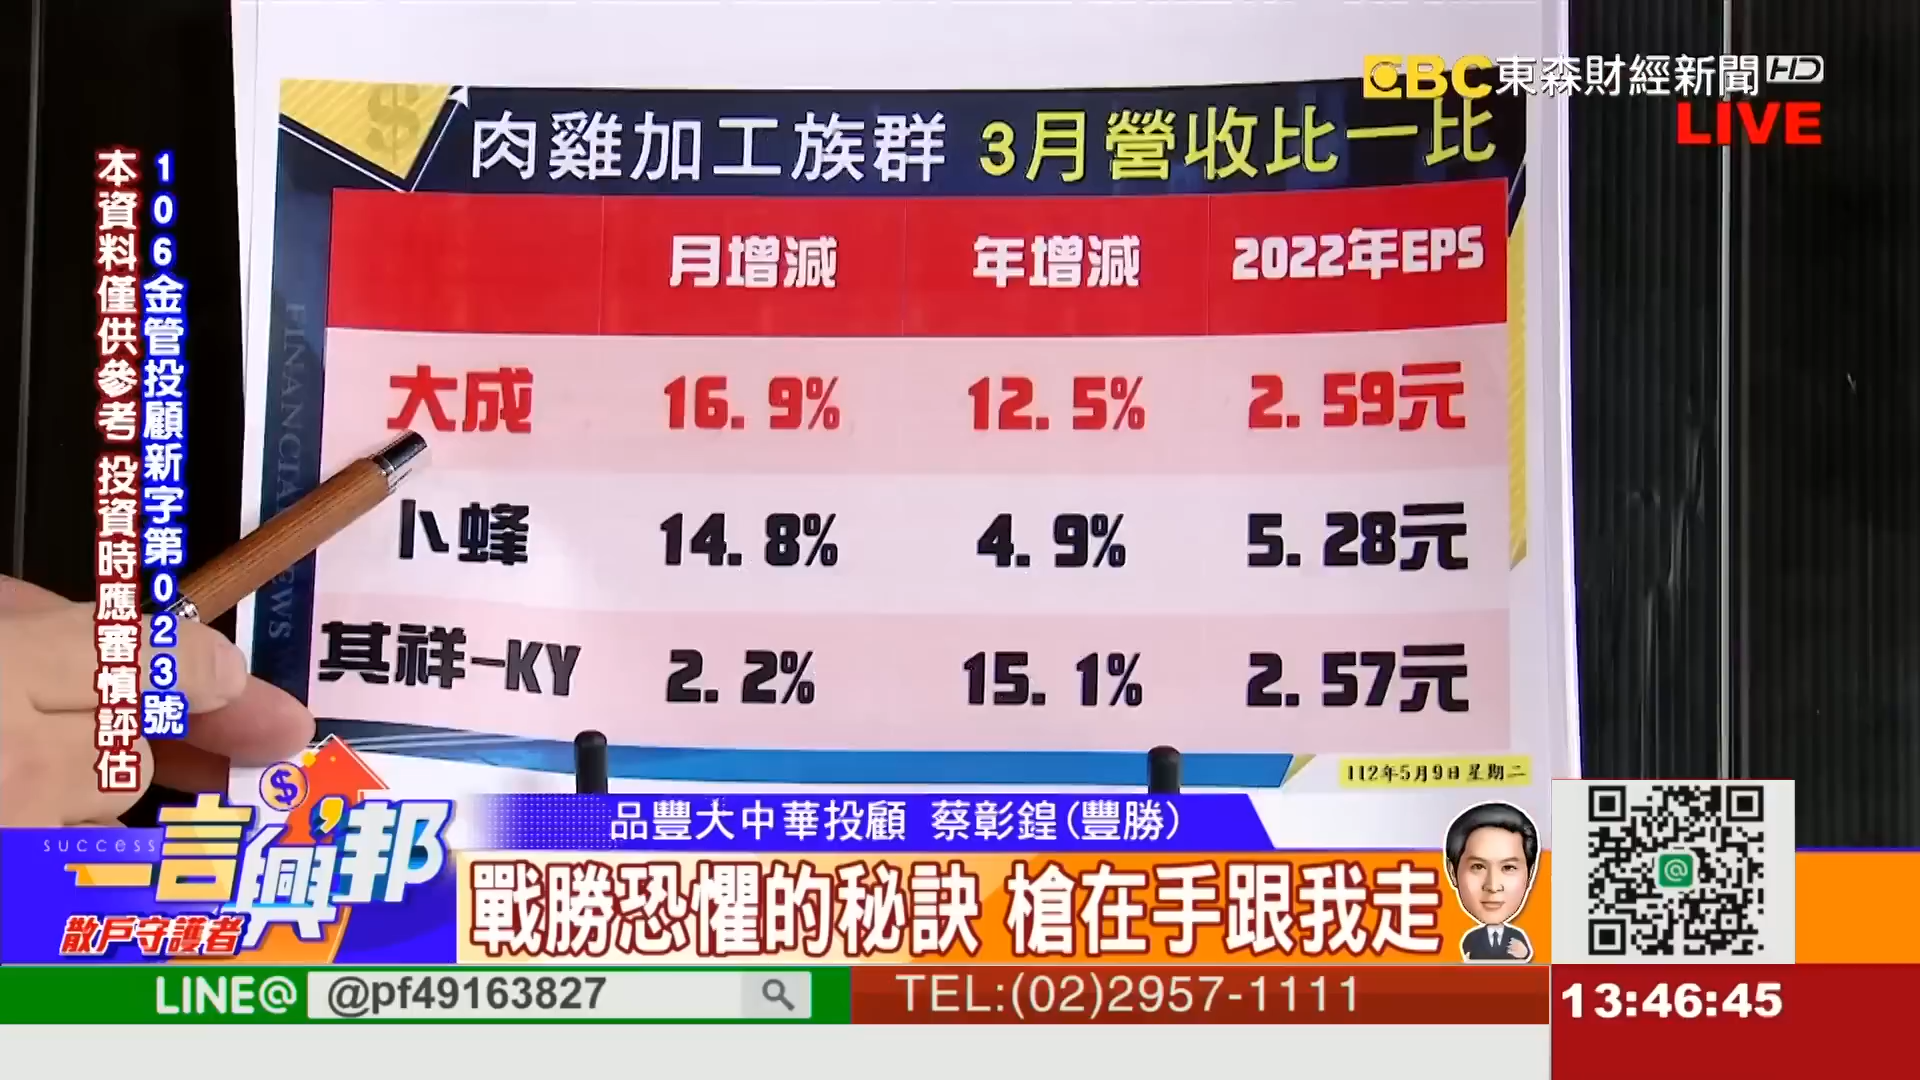 EBC東森財經新聞HD
LIVE
106金管投顧新字第023號
本資料僅供參考 投資時應審慎評估
肉雞加工族群 3月營收比一比
月增減 年增減 2022年EPS
大成 16.9% 12.5% 2.59元
卜蜂 14.8% 4.9% 5.28元
其祥-KY 2.2% 15.1% 2.57元
112年5月9日星期二
success
一言興邦
散戶守護者
品豐大中華投顧 蔡彰鍠(豐勝)
戰勝恐懼的秘訣 槍在手跟我走
LINE@ @pf49163827
TEL:(02)2957-1111
13:46:45